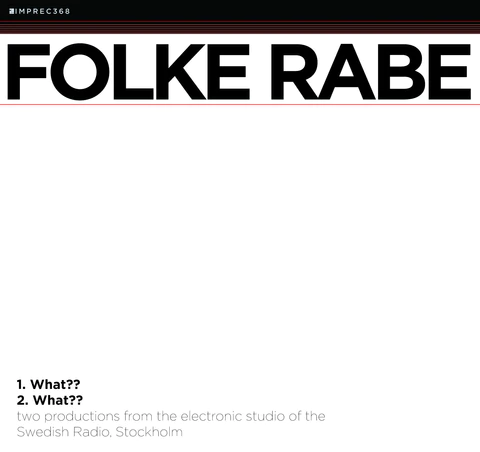 IMPREC368
FOLKE RABE
1. What??
2. What??
two productions from the electronic studio of the
Swedish Radio, Stockholm